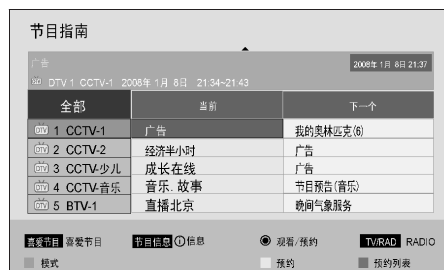 节目指南
广告
2008年 1月 8日 21:37
DTV 1 CCTV-1 2008年 1月 8日 21:34~21:43
全部 当前 下一个
DTV 1 CCTV-1 广告 我的奥林匹克(6)
DTV 2 CCTV-2 经济半小时 广告
DTV 3 CCTV-少儿 成长在线 广告
DTV 4 CCTV-音乐 音乐.故事 节目预告(音乐)
DTV 5 BTV-1 直播北京 晚间气象服务
喜爱节目 喜爱节目 节目信息 ⓘ信息 ◉ 观看/预约 TV/RAD RADIO
模式 预约 预约列表